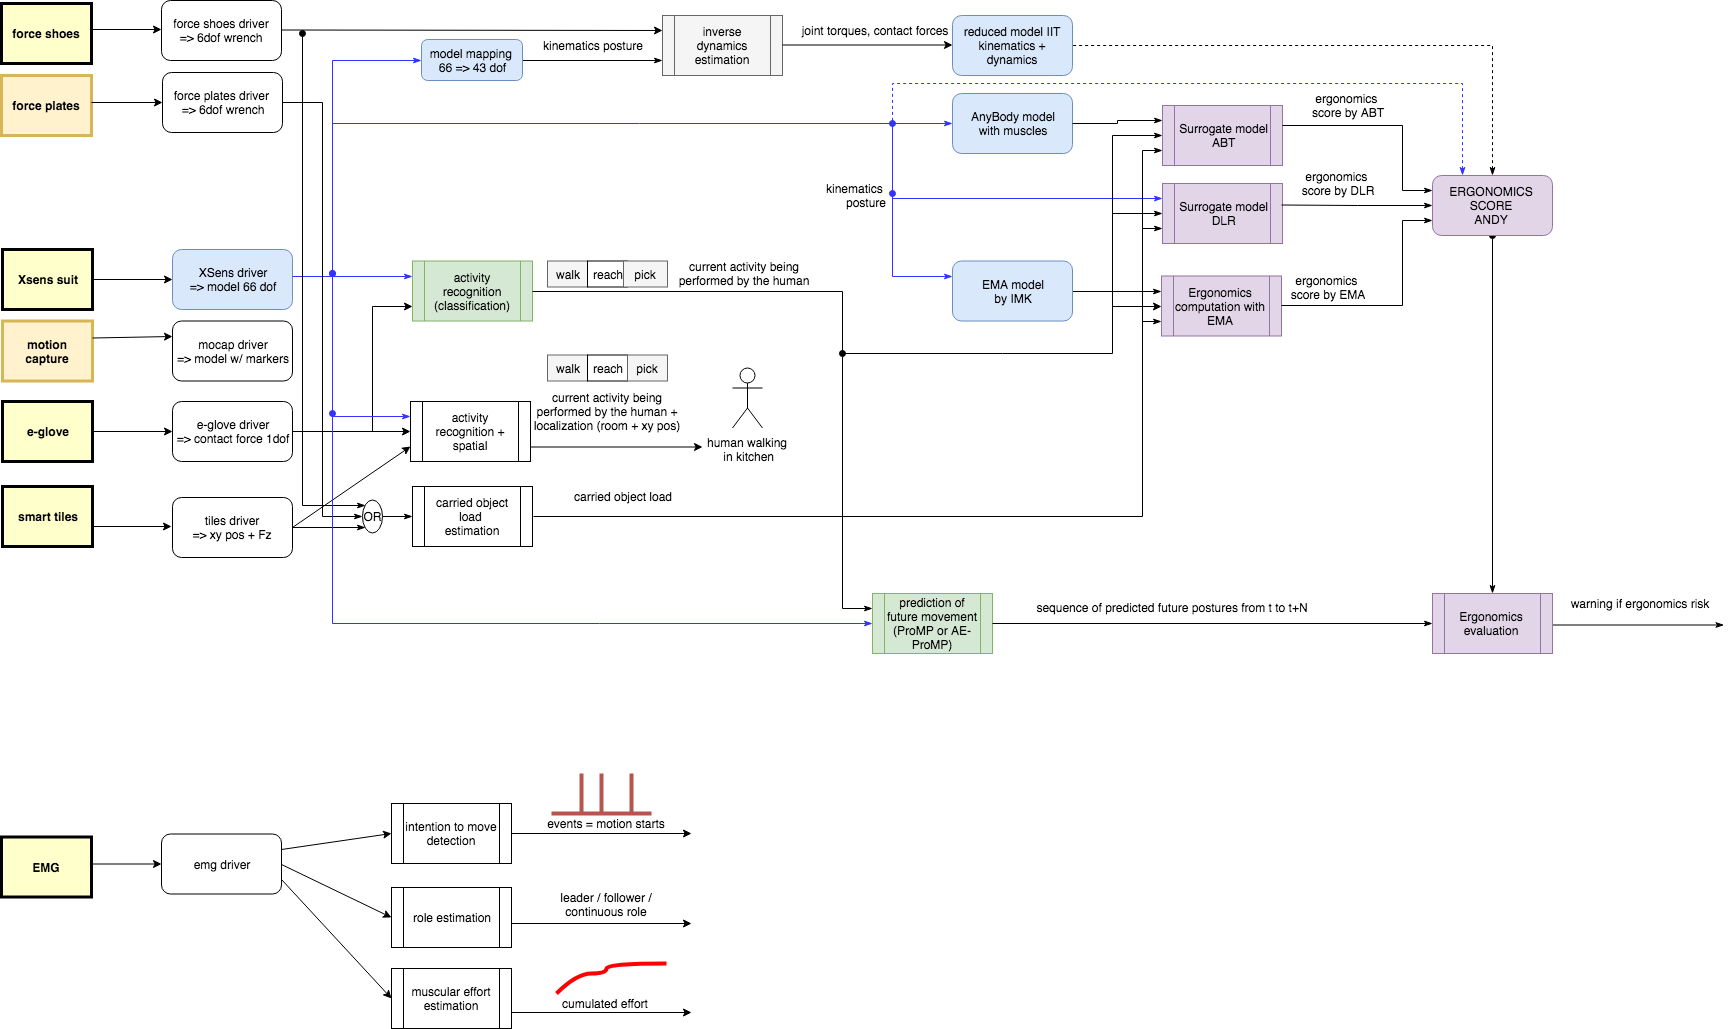 force shoes
force shoes driver
=> 6dof wrench
model mapping
66 => 43 dof
kinematics posture
inverse
dynamics
estimation
joint torques, contact forces
reduced model IIT
kinematics +
dynamics
force plates
force plates driver
=> 6dof wrench
AnyBody model
with muscles
Surrogate model
ABT
ergonomics
score by ABT
kinematics
posture
Surrogate model
DLR
ergonomics
score by DLR
ERGONOMICS
SCORE
ANDY
Xsens suit
XSens driver
=> model 66 dof
activity
recognition
(classification)
walk
reach
pick
current activity being
performed by the human
EMA model
by IMK
Ergonomics
computation with
EMA
ergonomics
score by EMA
motion
capture
mocap driver
=> model w/ markers
walk
reach
pick
e-glove
e-glove driver
=> contact force 1dof
activity
recognition +
spatial
current activity being
performed by the human +
localization (room + xy pos)
human walking
in kitchen
smart tiles
tiles driver
=> xy pos + Fz
OR
carried object
load
estimation
carried object load
prediction of
future movement
(ProMP or AE-
ProMP)
sequence of predicted future postures from t to t+N
Ergonomics
evaluation
warning if ergonomics risk
EMG
emg driver
intention to move
detection
events = motion starts
role estimation
leader / follower /
continuous role
muscular effort
estimation
cumulated effort